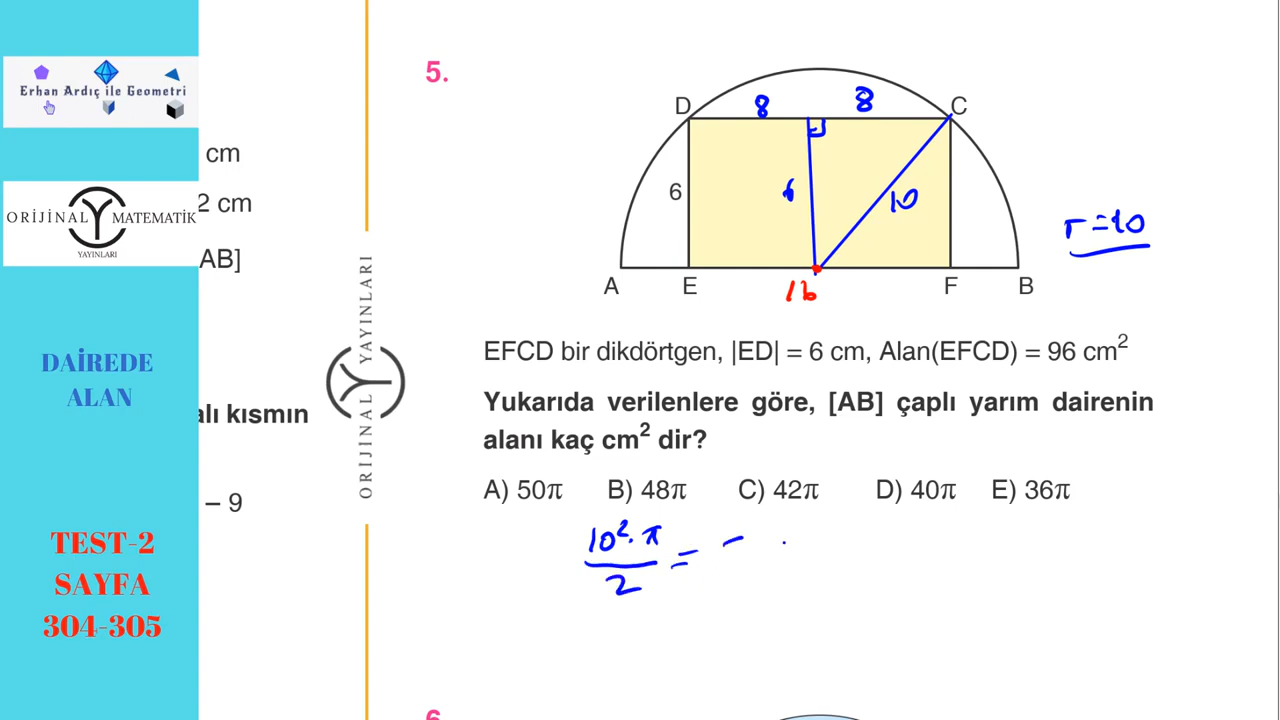 Erhan Ardıç ile Geometri
ORİJİNAL MATEMATİK
YAYINLARI
DAİREDE
ALAN
TEST-2
SAYFA
304-305
cm
2 cm
AB]
alı kısmın
– 9
ORIJINAL YAYINLARI
5.
D 8 8 C
6 6 10
r = 10
A E F B
16
EFCD bir dikdörtgen, |ED| = 6 cm, Alan(EFCD) = 96 cm²
Yukarıda verilenlere göre, [AB] çaplı yarım dairenin
alanı kaç cm² dir?
A) 50π B) 48π C) 42π D) 40π E) 36π
10².π
2
=
6